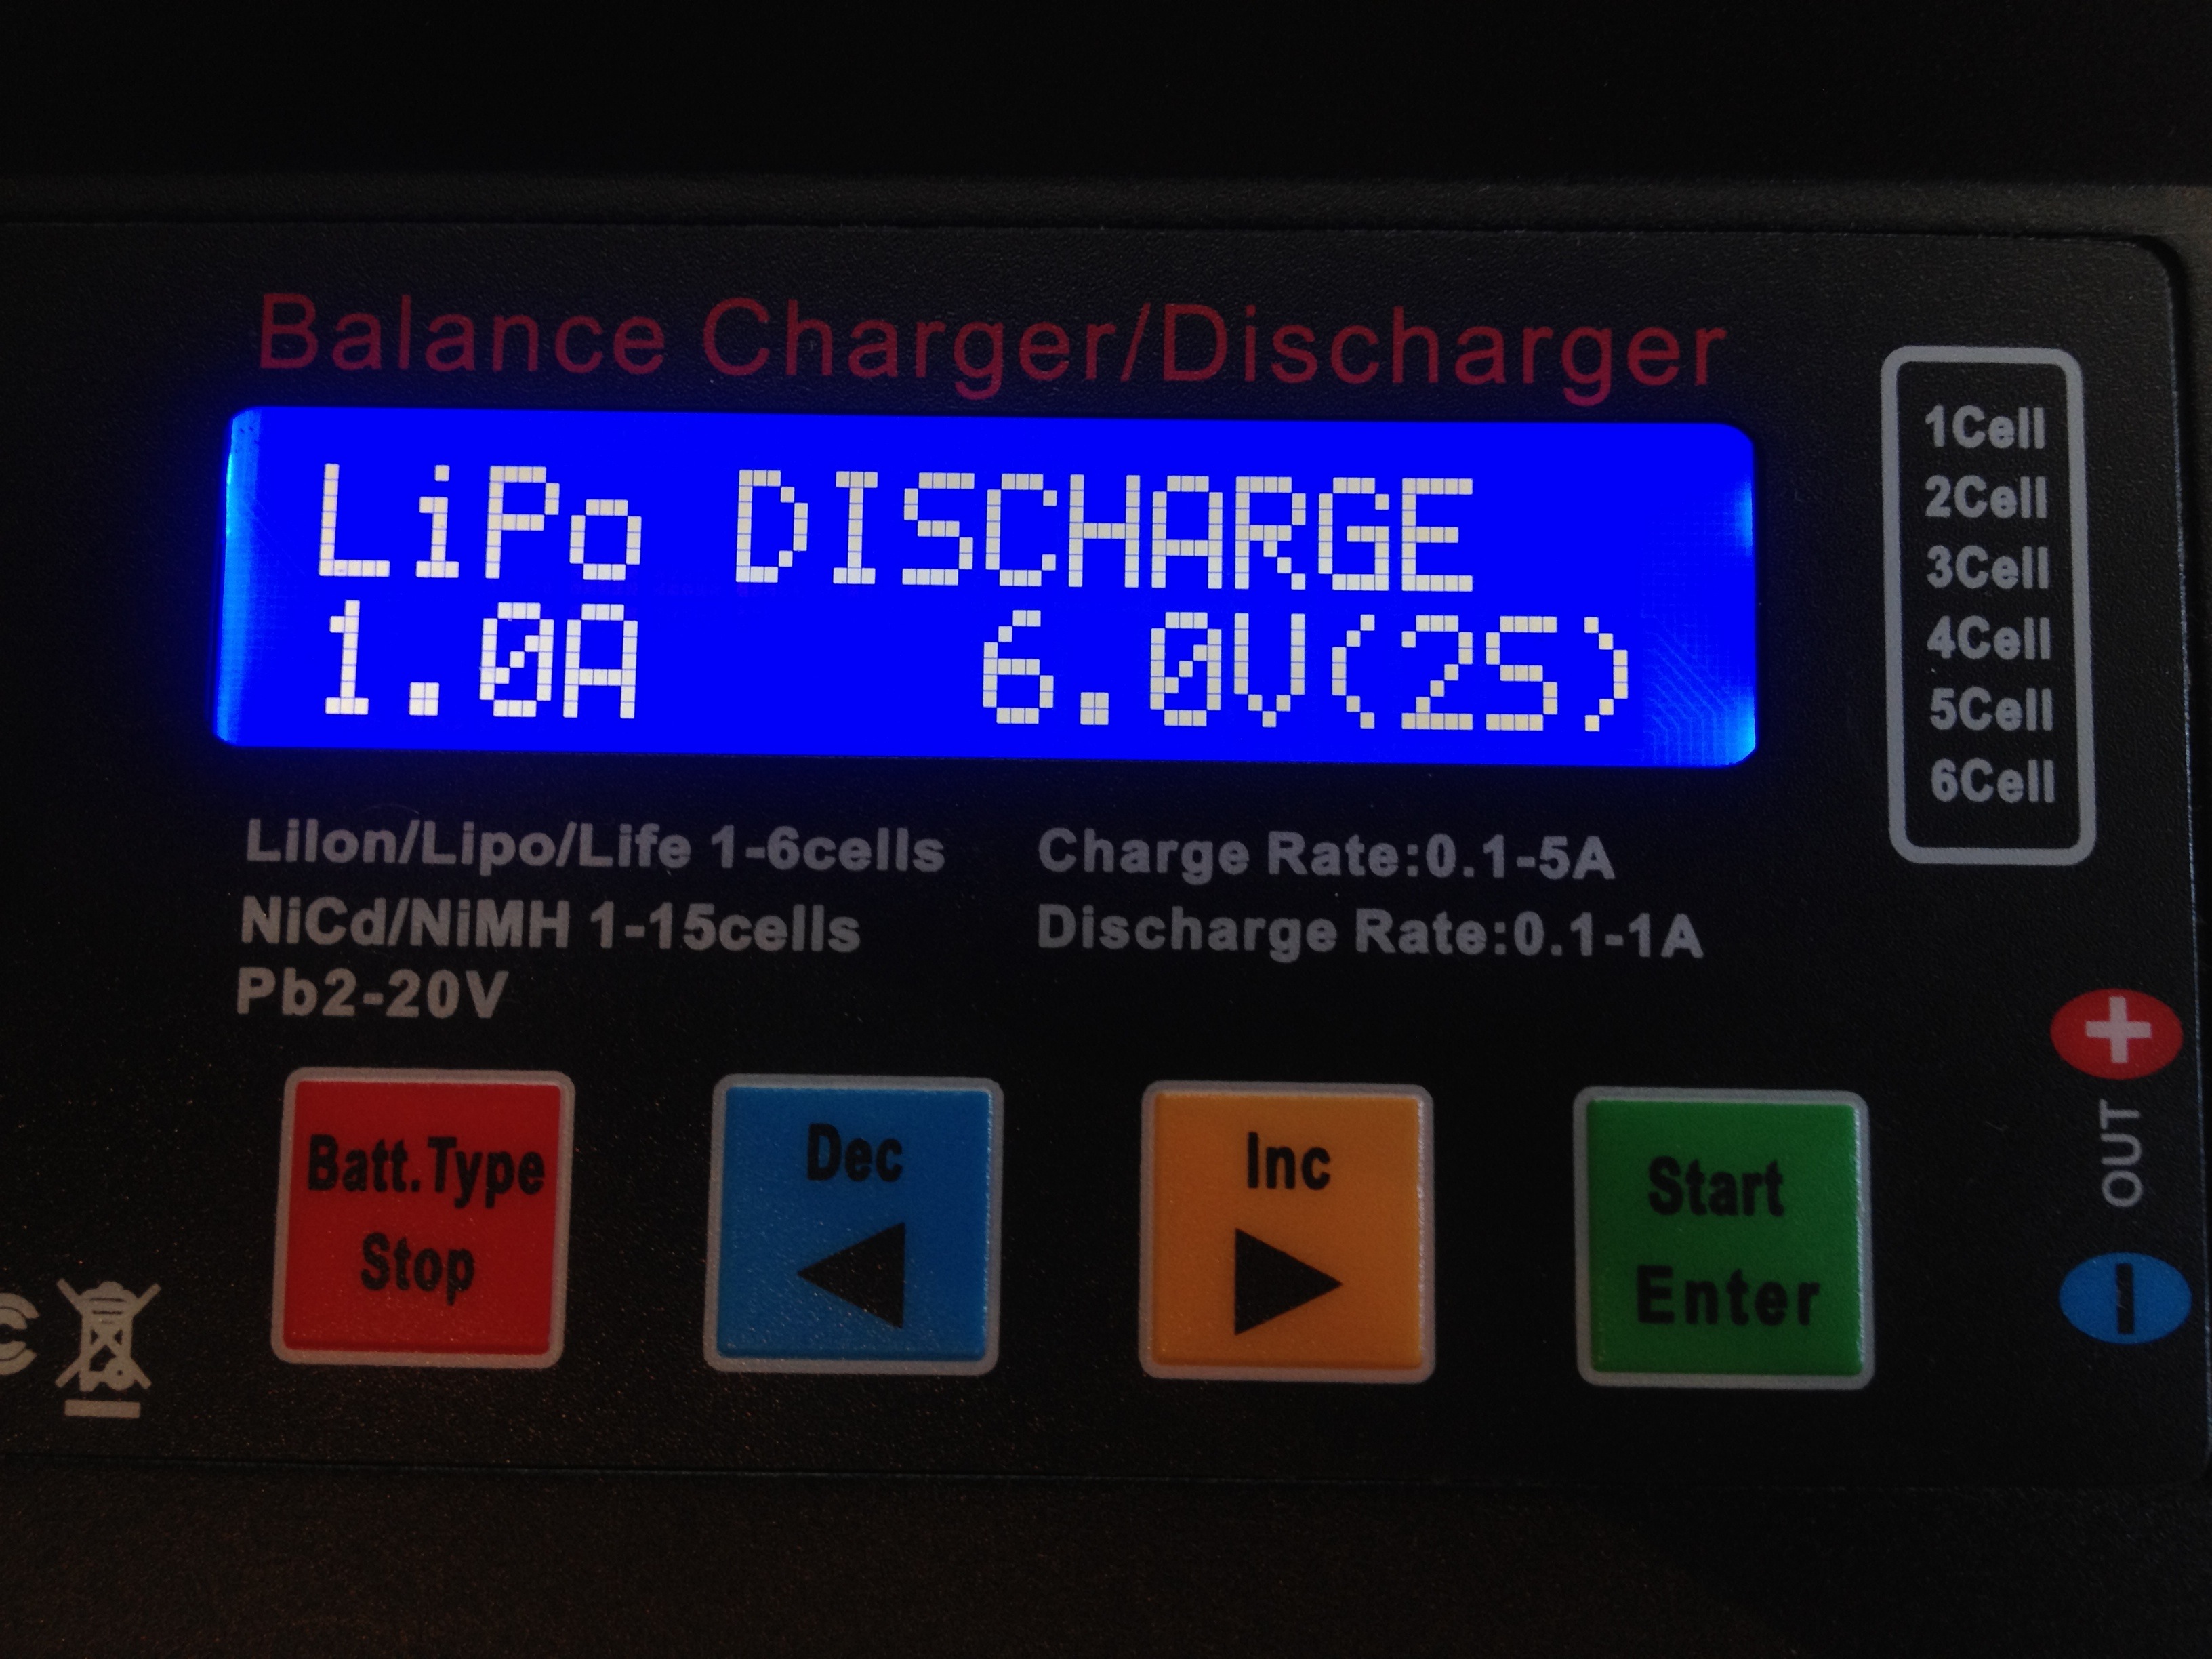 Balance Charger/Discharger
LiPo DISCHARGE
1.0A 6.0V(2S)
1Cell
2Cell
3Cell
4Cell
5Cell
6Cell
LiIon/Lipo/Life 1-6cells
NiCd/NiMH 1-15cells
Pb2-20V
Charge Rate:0.1-5A
Discharge Rate:0.1-1A
Batt.Type
Stop
Dec
Inc
Start
Enter
+
OUT
-